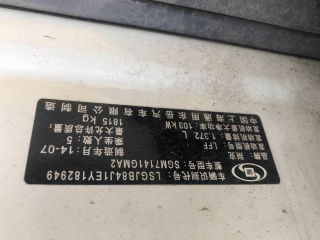 车辆识别代号: LSGJB84J1EY182949
品牌: 别克 整车型号: SGM7141GMA2
发动机型号: LFF 制造年月: 14-07
发动机排量: 1.372 L 乘坐人数: 5
发动机最大净功率: 103 kW 最大允许总质量: 1815 kg
中国 上海通用东岳汽车有限公司 制造